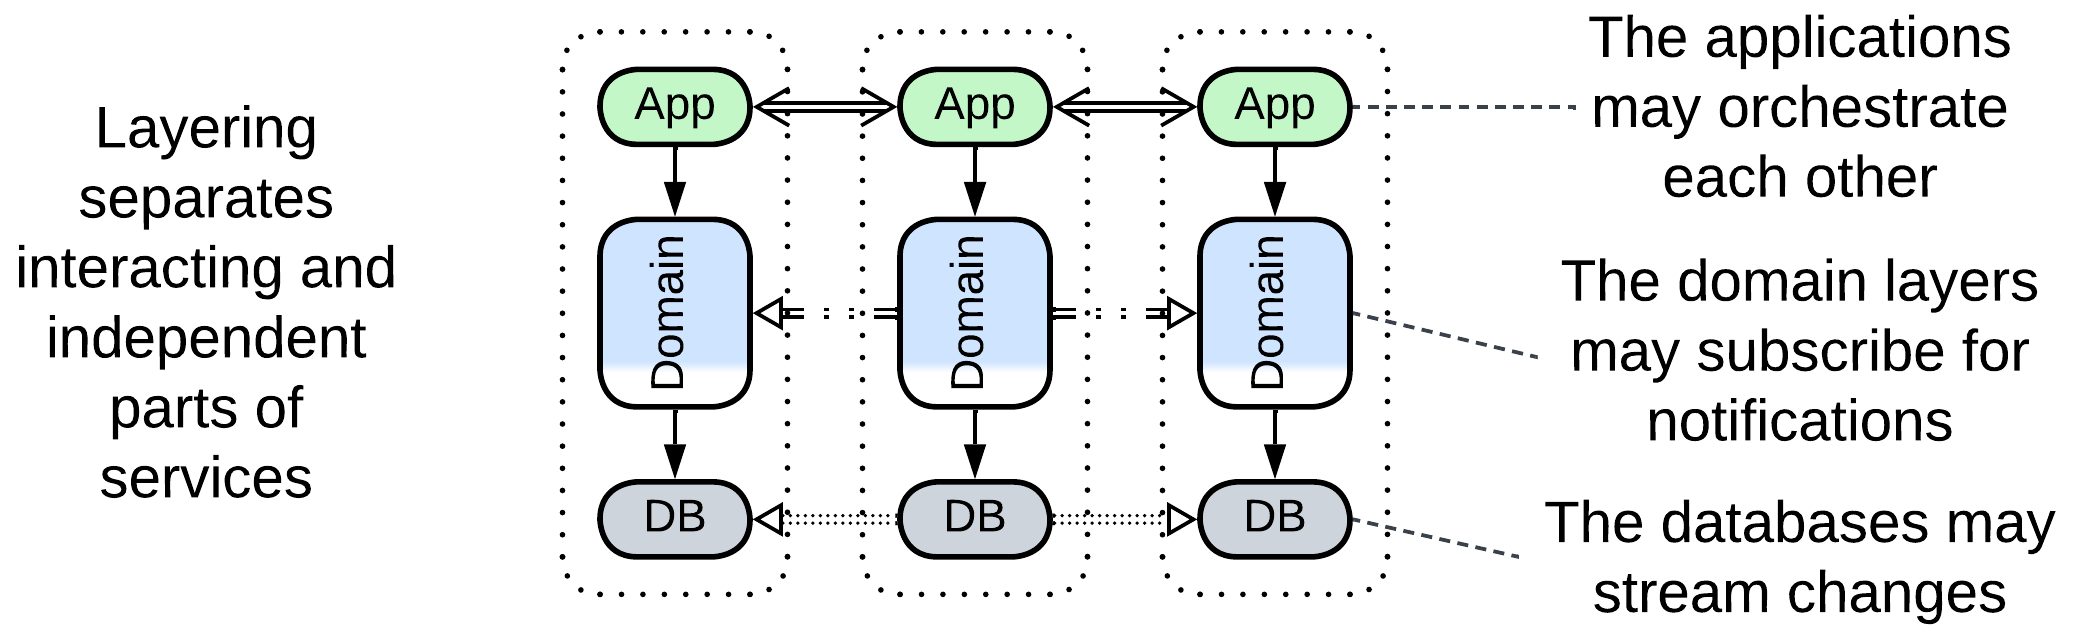 Layering
separates
interacting and
independent
parts of
services
App
App
App
Domain
Domain
Domain
DB
DB
DB
The applications
may orchestrate
each other
The domain layers
may subscribe for
notifications
The databases may
stream changes